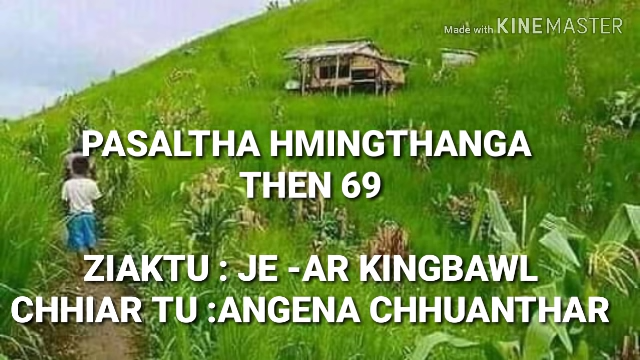 Made with KINEMASTER
PASALTHA HMINGTHANGA
THEN 69
ZIAKTU : JE -AR KINGBAWL
CHHIAR TU :ANGENA CHHUANTHAR